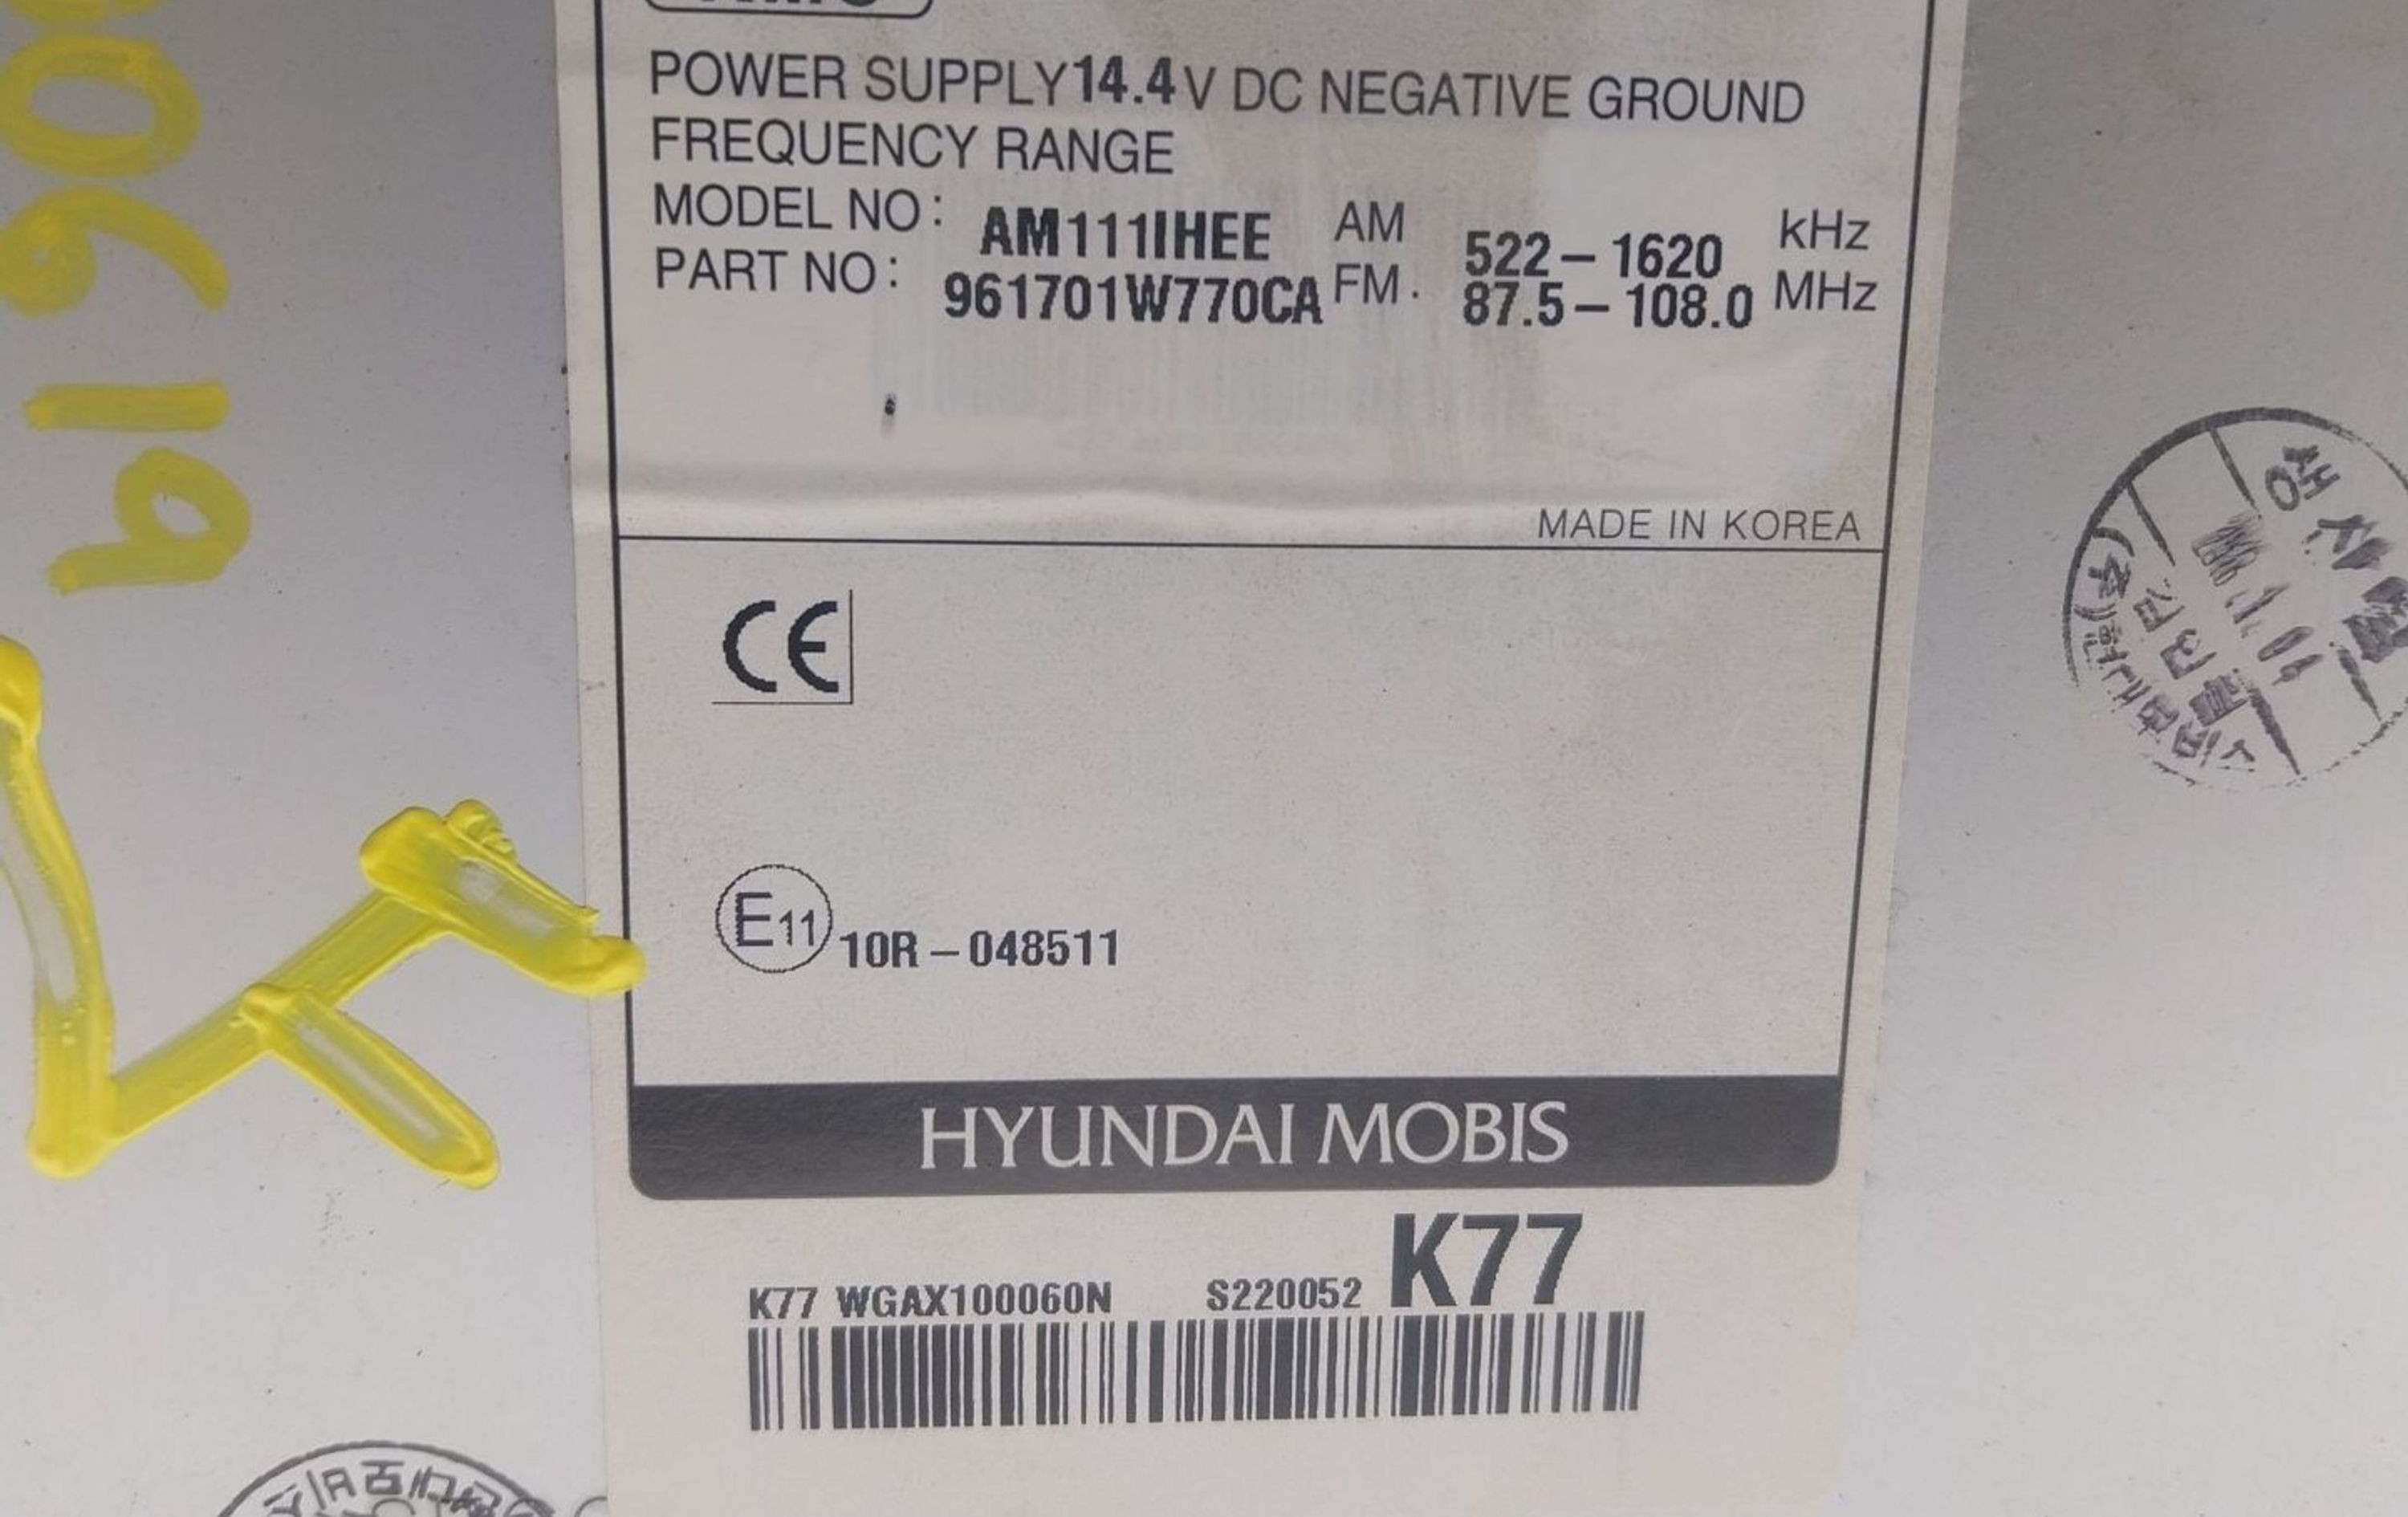 POWER SUPPLY 14.4 V DC NEGATIVE GROUND
FREQUENCY RANGE
MODEL NO: AM111IHEE AM 522 – 1620 kHz
PART NO: 961701W770CA FM. 87.5 – 108.0 MHz
MADE IN KOREA
CE
E11 10R – 048511
HYUNDAI MOBIS
K77 WGAX100060N S220052 K77